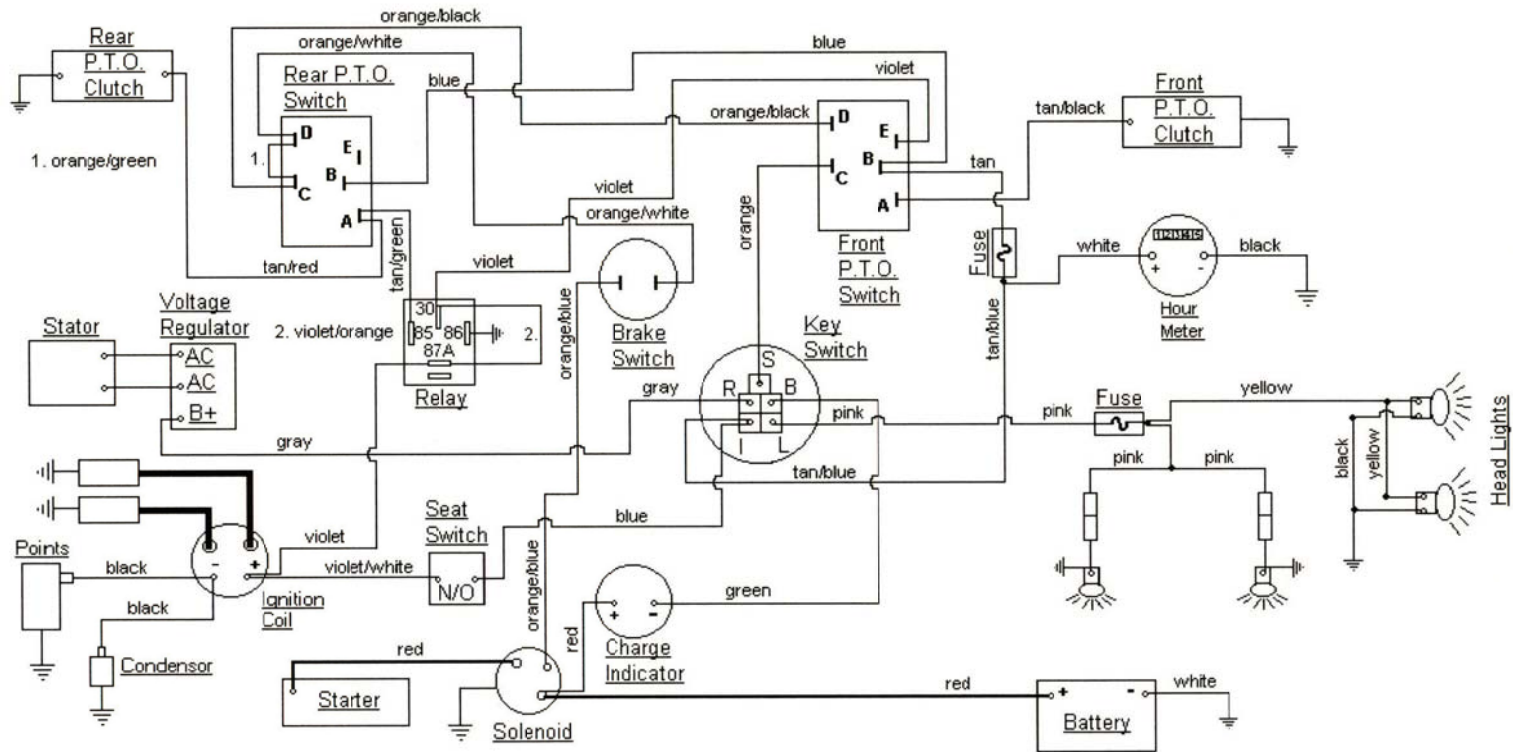 orange/black
orange/white
blue
Rear
P.T.O.
Clutch
Rear P.T.O.
Switch
blue
violet
Front
P.T.O.
Clutch
tan/black
orange/black
D
E
B
C
A
1.
1. orange/green
D
E
B
C
A
tan
violet
orange/white
tan/red
tan/green
orange
Front
P.T.O.
Switch
Fuse
white
black
+
-
Hour
Meter
violet
orange/blue
Brake
Switch
Key
Switch
tan/blue
Stator
Voltage
Regulator
AC
AC
B+
2. violet/orange
30
85
86
87A
2.
Relay
gray
S
R
B
I
L
pink
pink
Fuse
yellow
gray
tan/blue
pink
pink
black
yellow
Head Lights
Points
black
black
-
+
Ignition
Coil
violet
violet/white
Seat
Switch
N/O
blue
orange/blue
green
+
-
Charge
Indicator
red
Condensor
red
Starter
Solenoid
red
+
-
Battery
white